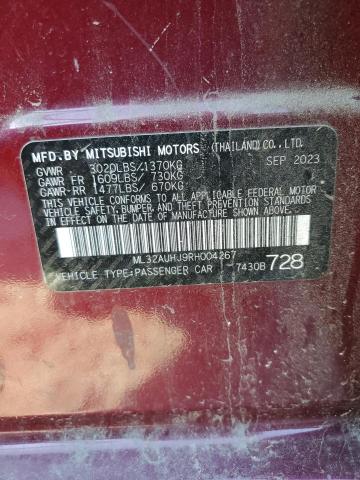 MFD.BY MITSUBISHI MOTORS (THAILAND) CO.,LTD.
GVWR 3020LBS/1370KG SEP 2023
GAWR FR 1609LBS/ 730KG
GAWR-RR 1477LBS/ 670KG
THIS VEHICLE CONFORMS TO ALL APPLICABLE FEDERAL MOTOR
VEHICLE SAFETY, BUMPER, AND THEFT PREVENTION
STANDARDS IN EFFECT ON THE DATE OF
MANUFACTURE SHOWN ABOVE.
ML32AUHJ9RH004267
VEHICLE TYPE:PASSENGER CAR -7430B 728